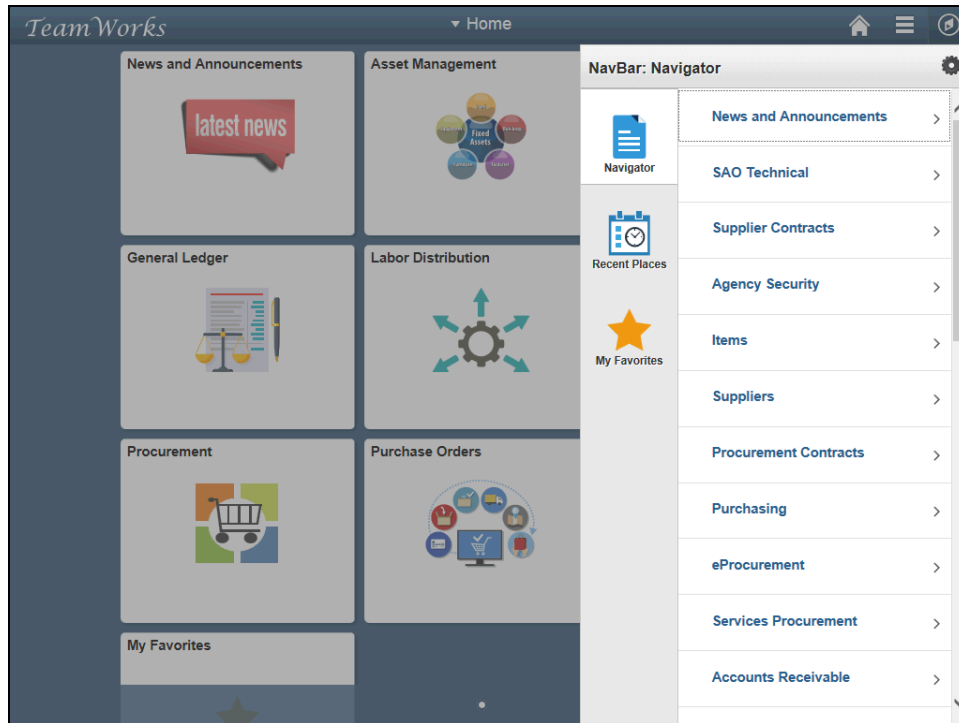 TeamWorks
Home
News and Announcements
latest news
Asset Management
Fixed
Assets
General Ledger
Labor Distribution
Procurement
Purchase Orders
My Favorites
NavBar: Navigator
Navigator
Recent Places
My Favorites
News and Announcements
SAO Technical
Supplier Contracts
Agency Security
Items
Suppliers
Procurement Contracts
Purchasing
eProcurement
Services Procurement
Accounts Receivable